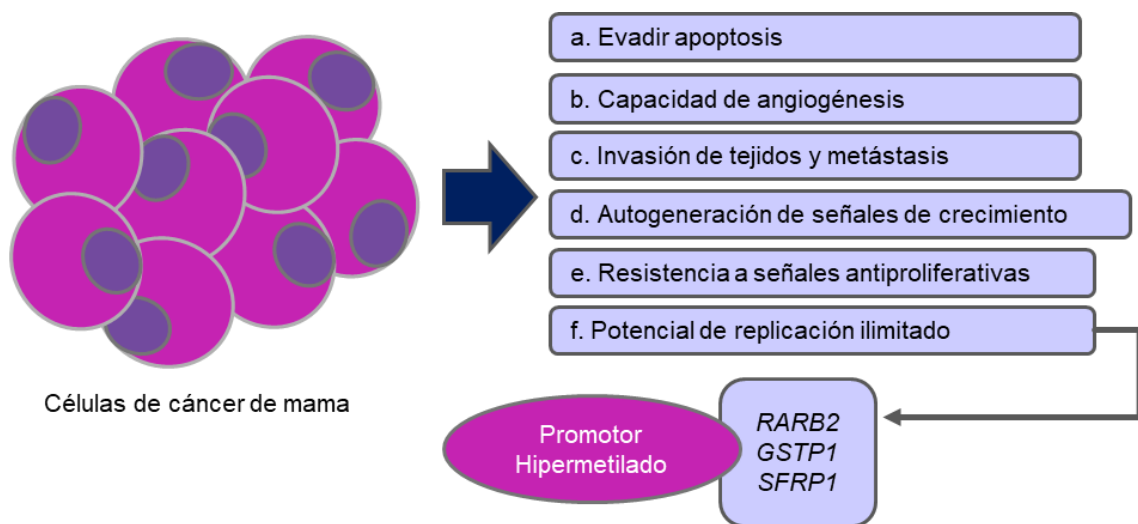 a. Evadir apoptosis
b. Capacidad de angiogénesis
c. Invasión de tejidos y metástasis
d. Autogeneración de señales de crecimiento
e. Resistencia a señales antiproliferativas
f. Potencial de replicación ilimitado
Células de cáncer de mama
Promotor
Hipermetilado
RARB2
GSTP1
SFRP1